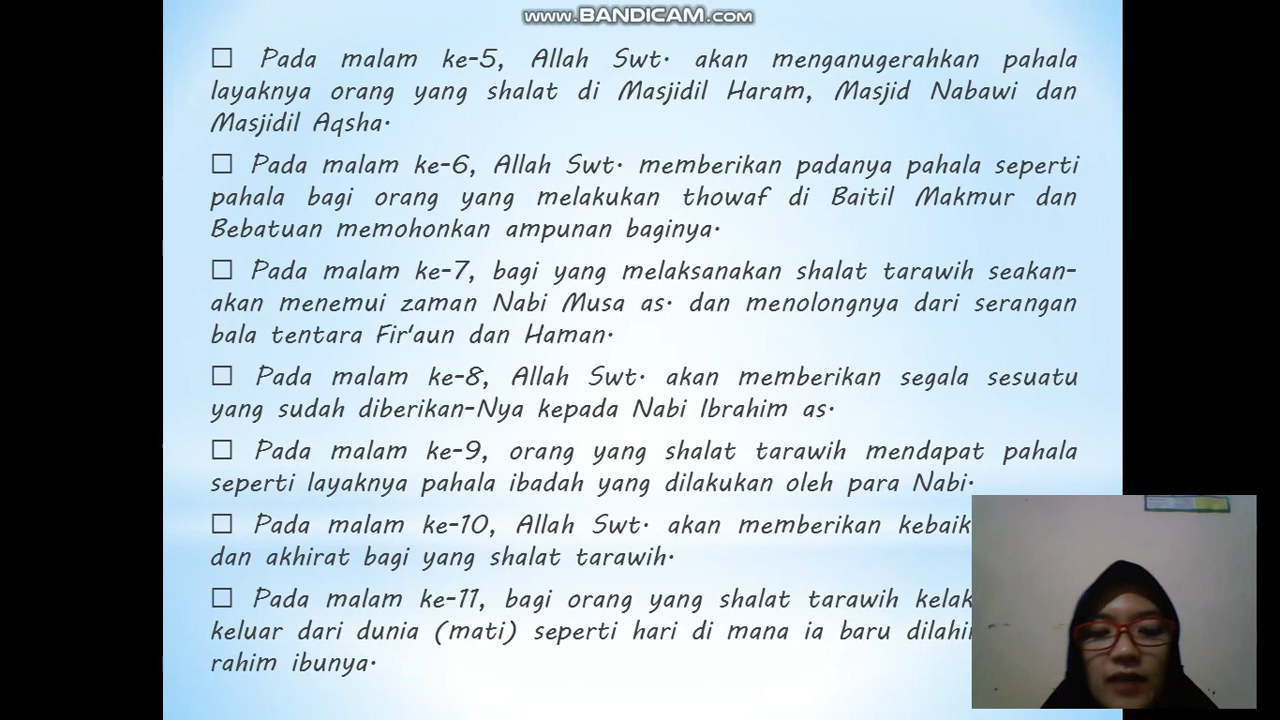 www.BANDICAM.com
□ Pada malam ke-5, Allah Swt. akan menganugerahkan pahala
layaknya orang yang shalat di Masjidil Haram, Masjid Nabawi dan
Masjidil Aqsha.
□ Pada malam ke-6, Allah Swt. memberikan padanya pahala seperti
pahala bagi orang yang melakukan thowaf di Baitil Makmur dan
Bebatuan memohonkan ampunan baginya.
□ Pada malam ke-7, bagi yang melaksanakan shalat tarawih seakan-
akan menemui zaman Nabi Musa as. dan menolongnya dari serangan
bala tentara Fir'aun dan Haman.
□ Pada malam ke-8, Allah Swt. akan memberikan segala sesuatu
yang sudah diberikan-Nya kepada Nabi Ibrahim as.
□ Pada malam ke-9, orang yang shalat tarawih mendapat pahala
seperti layaknya pahala ibadah yang dilakukan oleh para Nabi.
□ Pada malam ke-10, Allah Swt. akan memberikan
dan akhirat bagi yang shalat tarawih.
□ Pada malam ke-11, bagi orang yang shalat tarawih kelak
keluar dari dunia (mati) seperti hari di mana ia baru
rahim ibunya.